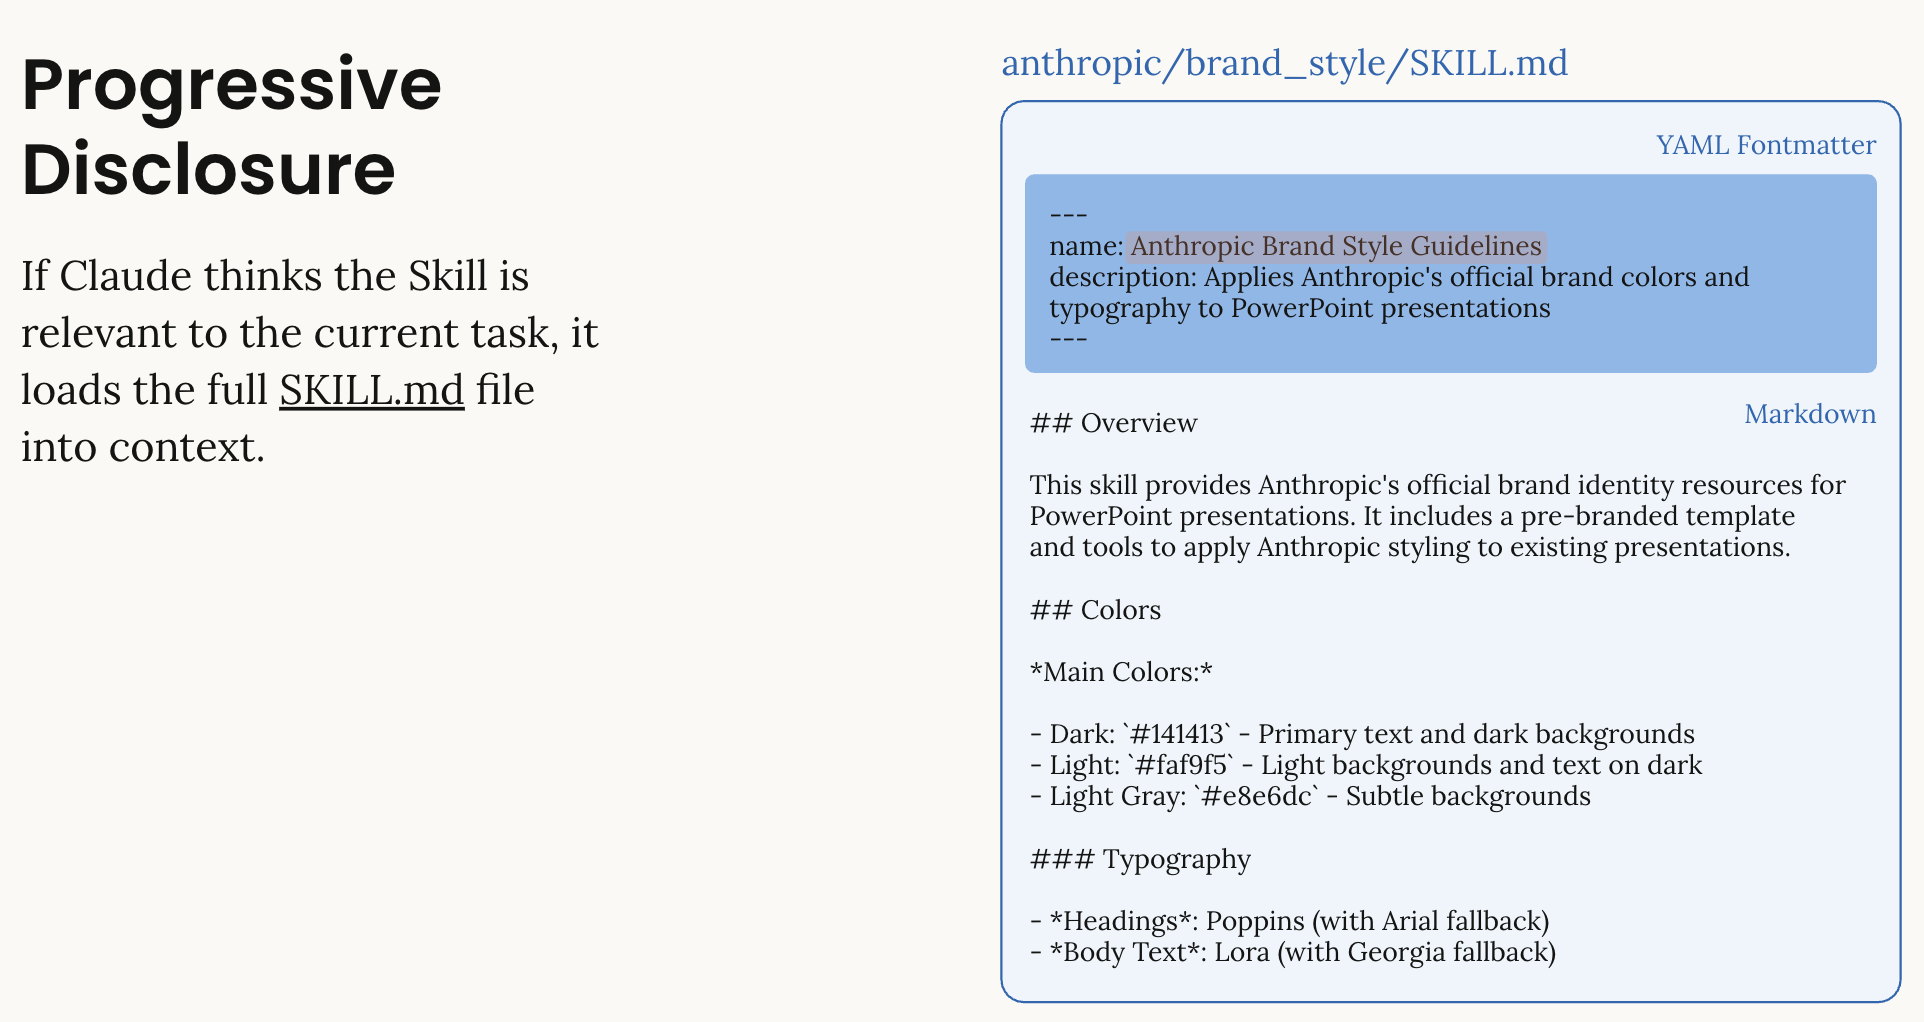 Progressive
Disclosure
If Claude thinks the Skill is
relevant to the current task, it
loads the full SKILL.md file
into context.
anthropic/brand_style/SKILL.md
YAML Fontmatter
---
name: Anthropic Brand Style Guidelines
description: Applies Anthropic's official brand colors and
typography to PowerPoint presentations
---
Markdown
## Overview
This skill provides Anthropic's official brand identity resources for
PowerPoint presentations. It includes a pre-branded template
and tools to apply Anthropic styling to existing presentations.
## Colors
*Main Colors:*
- Dark: `#141413` - Primary text and dark backgrounds
- Light: `#faf9f5` - Light backgrounds and text on dark
- Light Gray: `#e8e6dc` - Subtle backgrounds
### Typography
- *Headings*: Poppins (with Arial fallback)
- *Body Text*: Lora (with Georgia fallback)